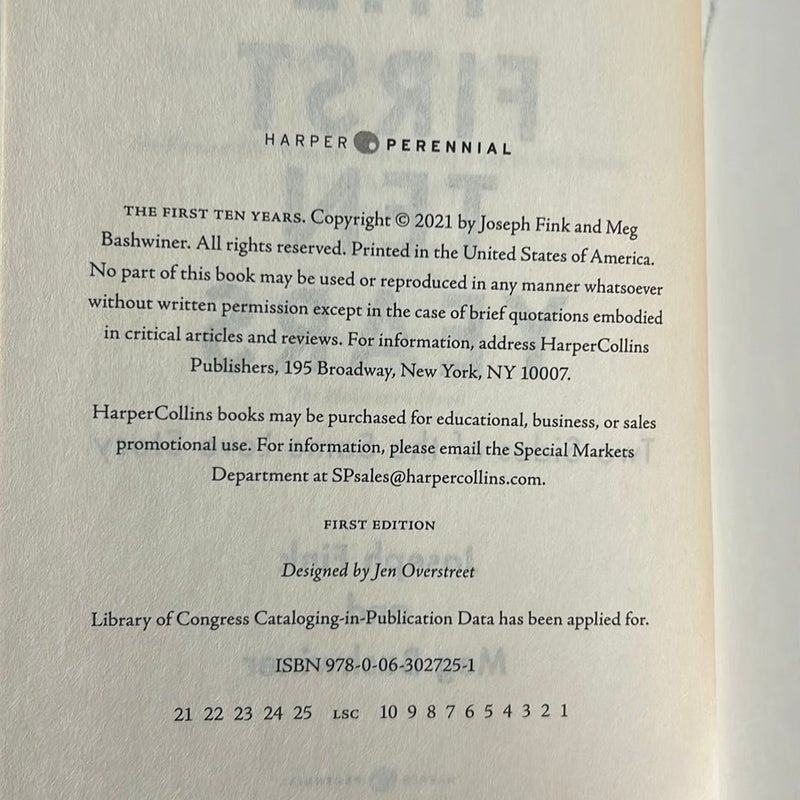 HARPER PERENNIAL
THE FIRST TEN YEARS. Copyright © 2021 by Joseph Fink and Meg
Bashwiner. All rights reserved. Printed in the United States of America.
No part of this book may be used or reproduced in any manner whatsoever
without written permission except in the case of brief quotations embodied
in critical articles and reviews. For information, address HarperCollins
Publishers, 195 Broadway, New York, NY 10007.
HarperCollins books may be purchased for educational, business, or sales
promotional use. For information, please email the Special Markets
Department at SPsales@harpercollins.com.
FIRST EDITION
Designed by Jen Overstreet
Library of Congress Cataloging-in-Publication Data has been applied for.
ISBN 978-0-06-302725-1
21 22 23 24 25 LSC 10 9 8 7 6 5 4 3 2 1